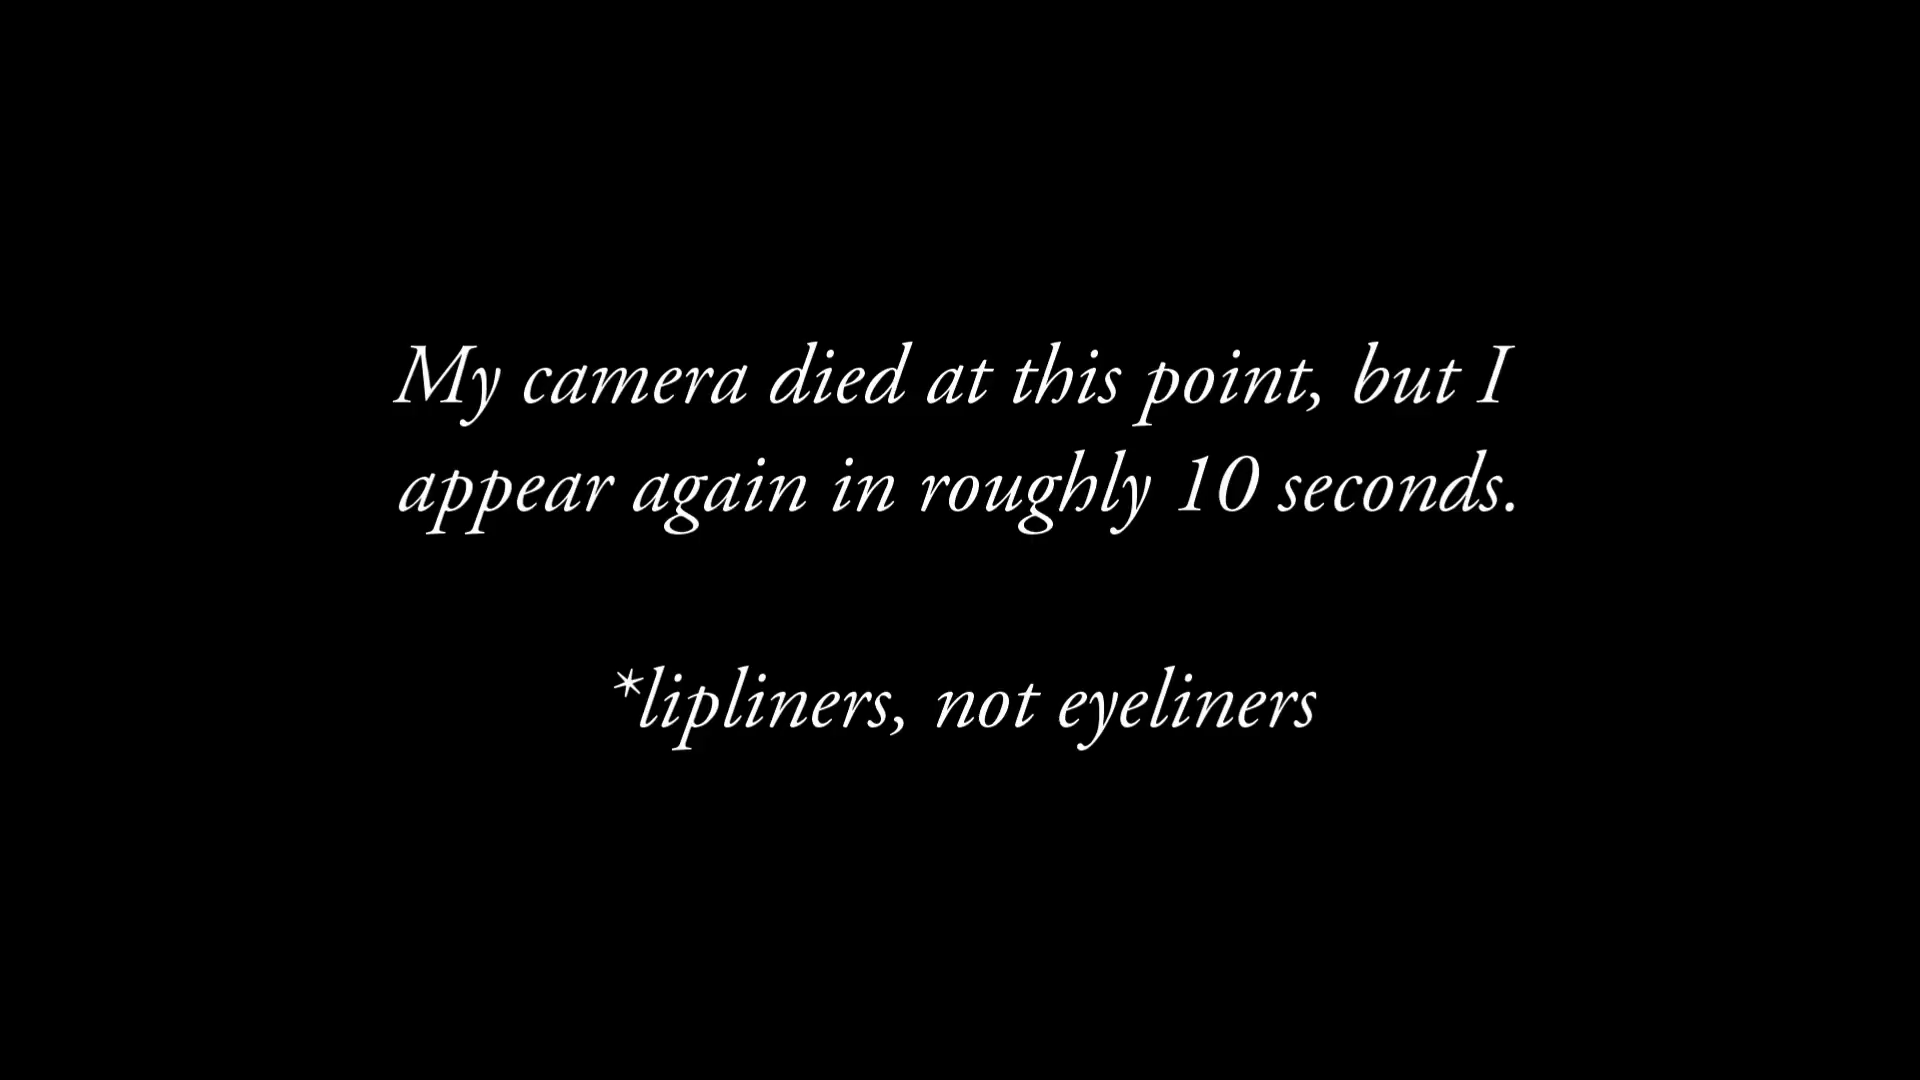 My camera died at this point, but I
appear again in roughly 10 seconds.
*lipliners, not eyeliners